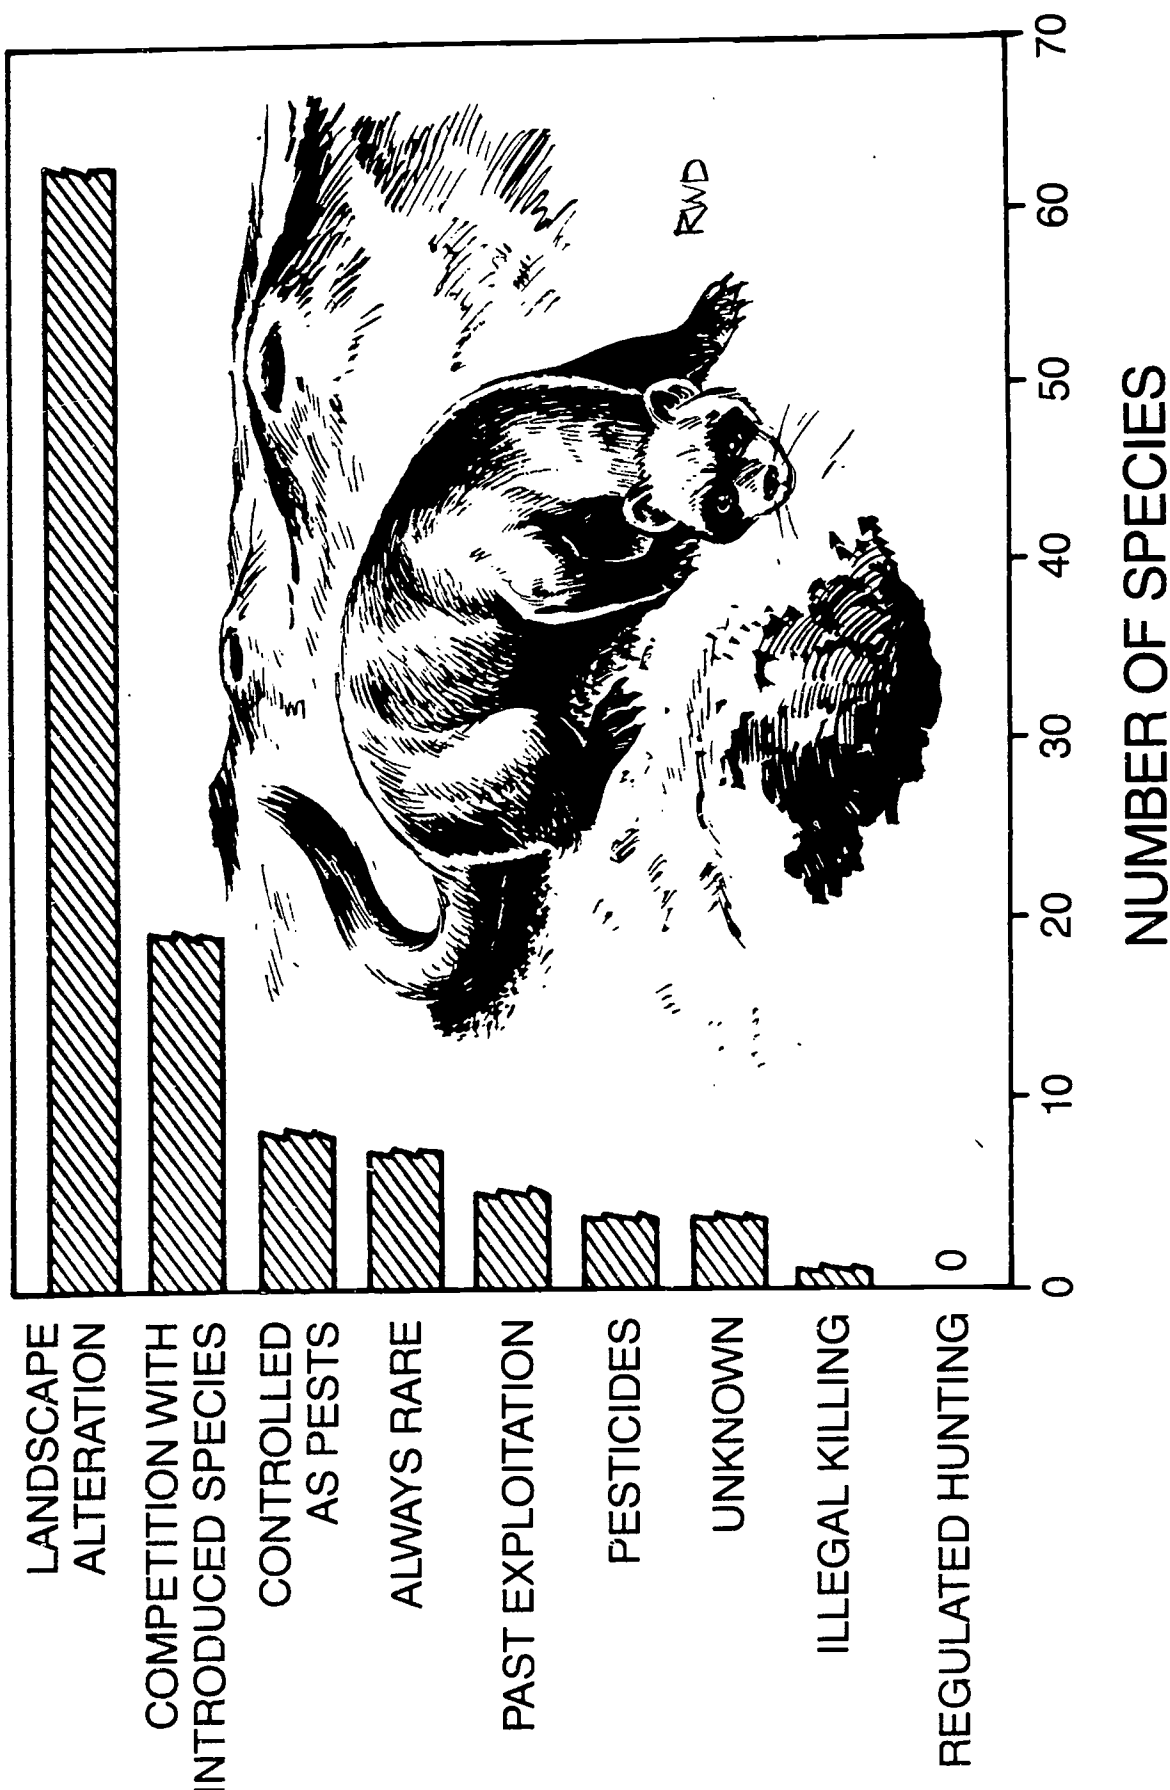 LANDSCAPE
ALTERATION
COMPETITION WITH
INTRODUCED SPECIES
CONTROLLED
AS PESTS
ALWAYS RARE
PAST EXPLOITATION
PESTICIDES
UNKNOWN
ILLEGAL KILLING
REGULATED HUNTING
0
RWD
0 10 20 30 40 50 60 70
NUMBER OF SPECIES